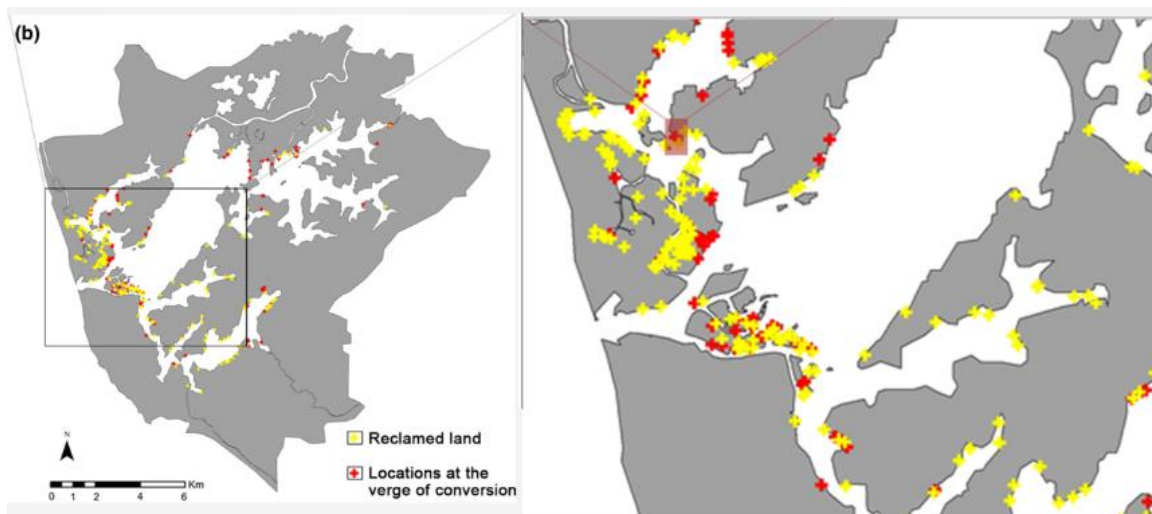 (b)
Reclamed land
Locations at the
verge of conversion
N
Km
0 1 2 4 6